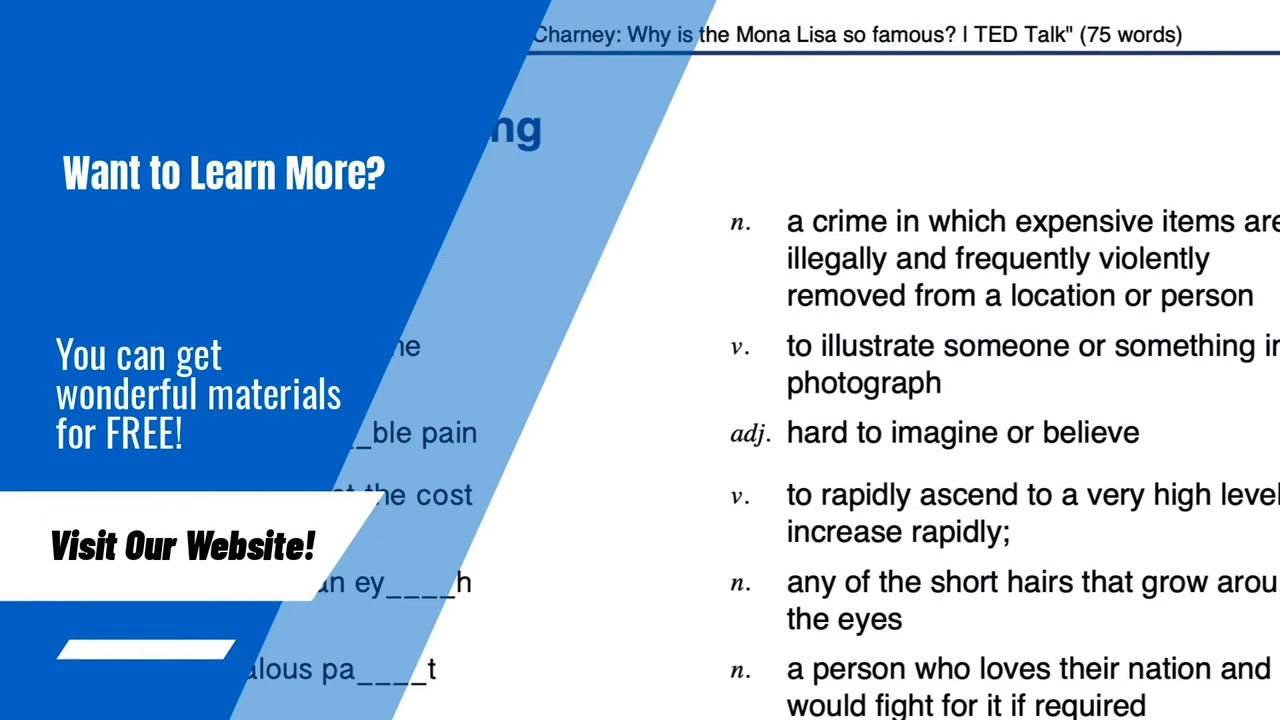 Charney: Why is the Mona Lisa so famous? | TED Talk" (75 words)
Want to Learn More?
You can get
wonderful materials
for FREE!
Visit Our Website!
ng
ne
_ble pain
the cost
an ey____h
alous pa____t
n. a crime in which expensive items are
illegally and frequently violently
removed from a location or person
v. to illustrate someone or something in
photograph
adj. hard to imagine or believe
v. to rapidly ascend to a very high level
increase rapidly;
n. any of the short hairs that grow arou
the eyes
n. a person who loves their nation and
would fight for it if required